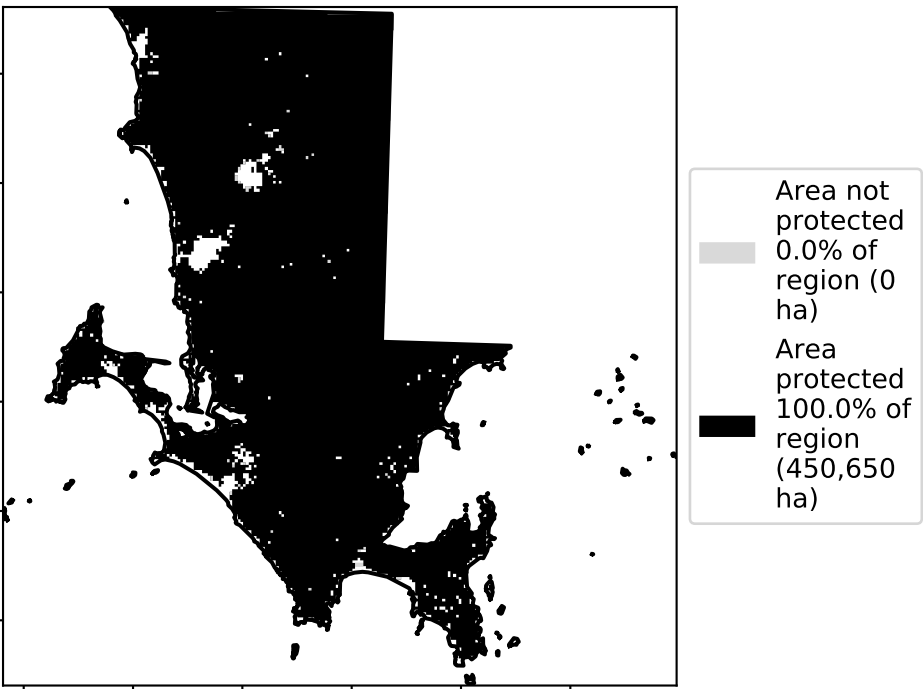 Area not
protected
0.0% of
region (0
ha)
Area
protected
100.0% of
region
(450,650
ha)